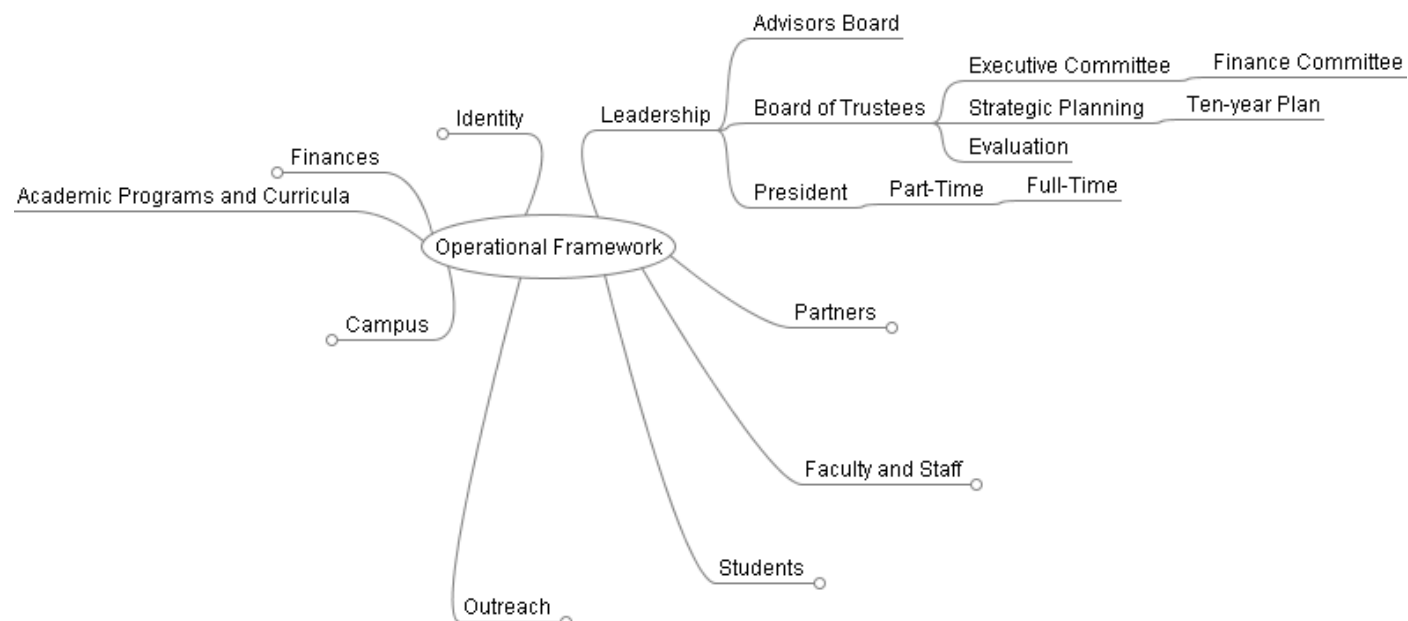 Advisors Board
Executive Committee
Finance Committee
Identity
Leadership
Board of Trustees
Strategic Planning
Ten-year Plan
Finances
Evaluation
Academic Programs and Curricula
President
Part-Time
Full-Time
Operational Framework
Partners
Campus
Faculty and Staff
Students
Outreach